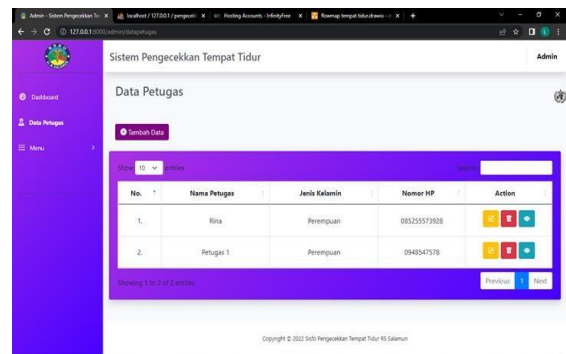 Admin - Sistem Pengecekkan Te
localhost / 127.0.0.1 / pengecek
Hosting Accounts - InfinityFree
Flowmap tempat tidur.drawio -
127.0.0.1:8000/admin/datapetugas
Sistem Pengecekkan Tempat Tidur
Admin
Dashboard
Data Petugas
Menu
Data Petugas
Tambah Data
Show 10 entries
Search:
No. Nama Petugas Jenis Kelamin Nomor HP Action
1. Rina Perempuan 085255573928
2. Petugas 1 Perempuan 0948547578
Showing 1 to 2 of 2 entries
Previous 1 Next
Copyright © 2022 Sisfo Pengecekkan Tempat Tidur RS Salamun